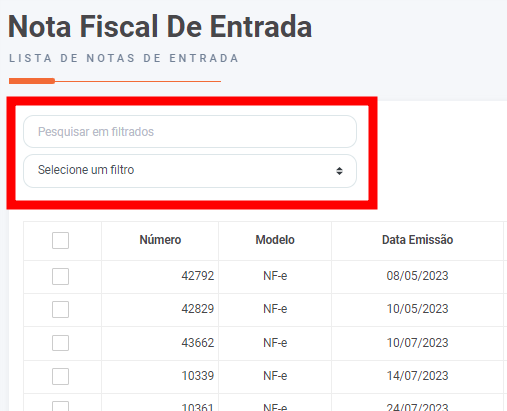 Nota Fiscal De Entrada
LISTA DE NOTAS DE ENTRADA
Pesquisar em filtrados
Selecione um filtro
Número Modelo Data Emissão
42792 NF-e 08/05/2023
42829 NF-e 10/05/2023
43662 NF-e 10/07/2023
10339 NF-e 14/07/2023
10361 NF-e 24/07/2023